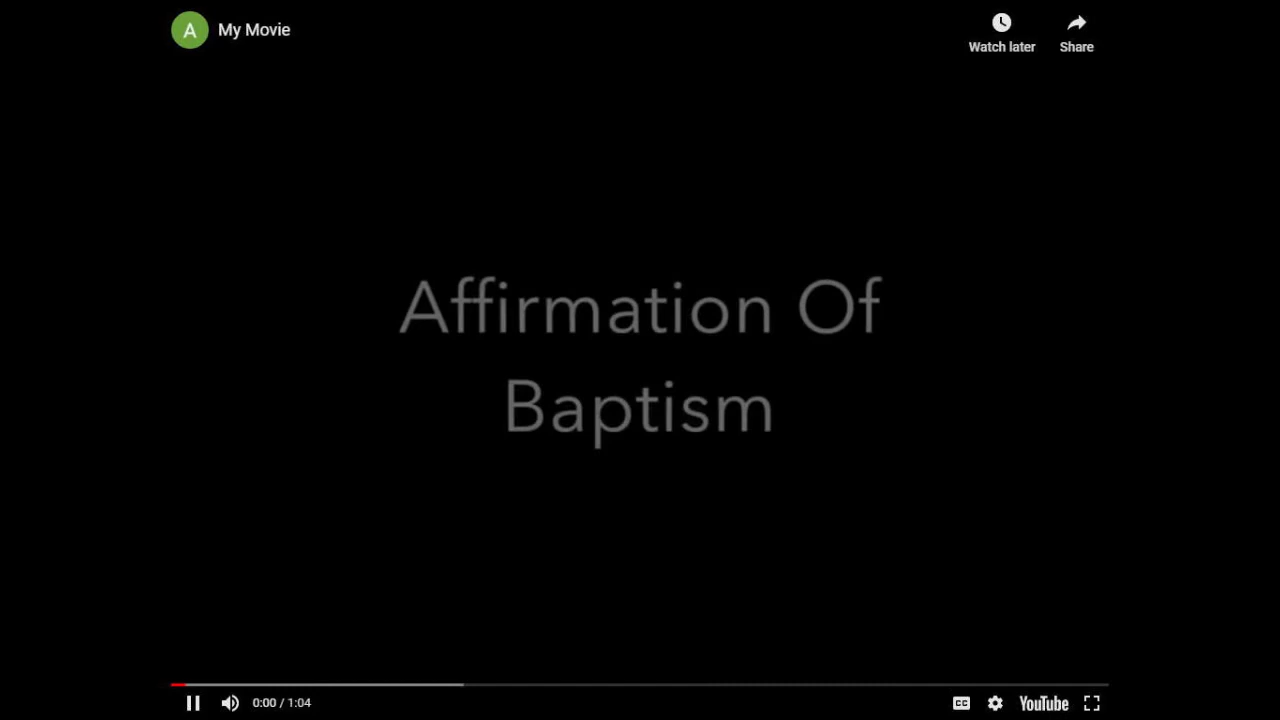 A
My Movie
Watch later
Share
Affirmation Of
Baptism
0:00 / 1:04
CC
YouTube